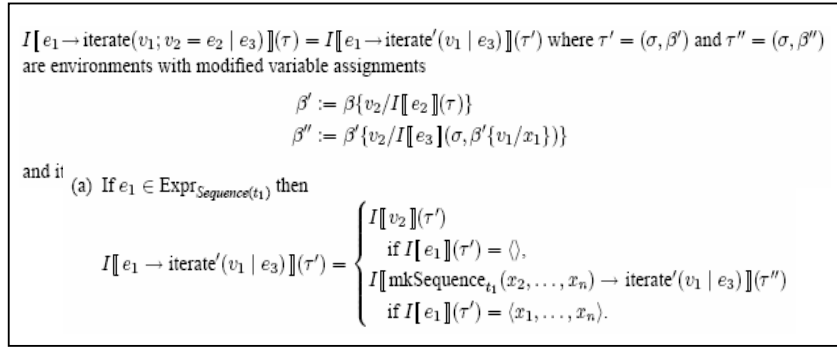 I⟦ e₁ → iterate(v₁; v₂ = e₂ | e₃) ⟧(τ) = I⟦ e₁ → iterate′(v₁ | e₃) ⟧(τ′) where τ′ = (σ, β′) and τ″ = (σ, β″)
are environments with modified variable assignments
β′ := β{v₂/I⟦ e₂ ⟧(τ)}
β″ := β′{v₂/I⟦ e₃ ⟧(σ, β′{v₁/x₁})}
and
(a) If e₁ ∈ Expr_Sequence(t₁) then
I⟦ e₁ → iterate′(v₁ | e₃) ⟧(τ′) = {
I⟦ v₂ ⟧(τ′)
if I⟦ e₁ ⟧(τ′) = ⟨⟩,
I⟦ mkSequence_t₁(x₂, . . . , xₙ) → iterate′(v₁ | e₃) ⟧(τ″)
if I⟦ e₁ ⟧(τ′) = ⟨x₁, . . . , xₙ⟩.